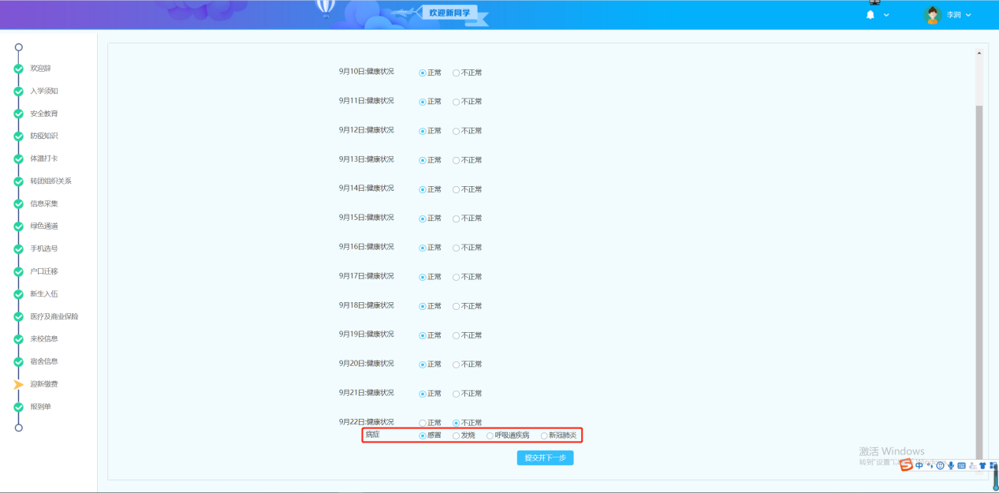 欢迎新同学
李润
欢迎辞
入学须知
安全教育
防疫知识
体温打卡
转团组织关系
信息采集
绿色通道
手机选号
户口迁移
新生入伍
医疗及商业保险
来校信息
宿舍信息
迎新缴费
报到单
9月10日:健康状况 正常 不正常
9月11日:健康状况 正常 不正常
9月12日:健康状况 正常 不正常
9月13日:健康状况 正常 不正常
9月14日:健康状况 正常 不正常
9月15日:健康状况 正常 不正常
9月16日:健康状况 正常 不正常
9月17日:健康状况 正常 不正常
9月18日:健康状况 正常 不正常
9月19日:健康状况 正常 不正常
9月20日:健康状况 正常 不正常
9月21日:健康状况 正常 不正常
9月22日:健康状况 正常 不正常
病症 感冒 发烧 呼吸道疾病 新冠肺炎
提交并下一步
激活 Windows
转到"设置"以 Windows
中